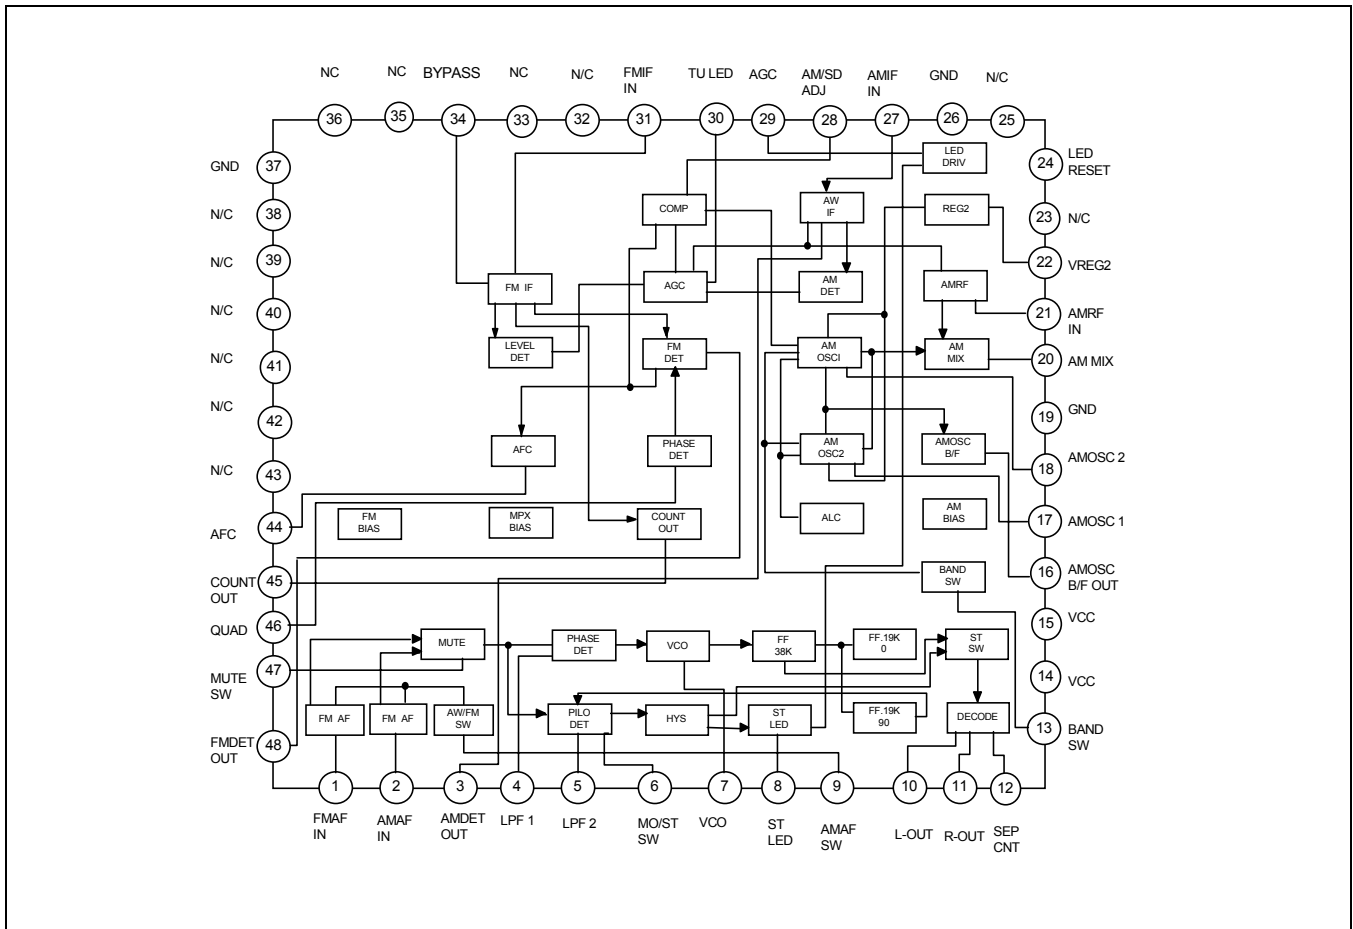 NC
NC
BYPASS
NC
N/C
FMIF
IN
TU LED
AGC
AM/SD
ADJ
AMIF
IN
GND
N/C
36
35
34
33
32
31
30
29
28
27
26
25
GND
37
LED
DRIV
24
LED
RESET
N/C
38
COMP
AW
IF
REG2
23
N/C
N/C
39
22
VREG2
FM IF
AGC
AM
DET
AMRF
N/C
40
21
AMRF
IN
LEVEL
DET
FM
DET
AM
OSCI
AM
MIX
N/C
41
20
AM MIX
N/C
42
19
GND
AFC
PHASE
DET
AM
OSC2
AMOSC
B/F
N/C
43
18
AMOSC 2
AFC
44
FM
BIAS
MPX
BIAS
COUNT
OUT
ALC
AM
BIAS
17
AMOSC 1
COUNT
OUT
45
BAND
SW
16
AMOSC
B/F OUT
QUAD
46
15
VCC
MUTE
PHASE
DET
VCO
FF
38K
FF.19K
0
ST
SW
MUTE
SW
47
14
VCC
FM AF
FM AF
AW/FM
SW
PILO
DET
HYS
ST
LED
FF.19K
90
DECODE
FMDET
OUT
48
13
BAND
SW
1
2
3
4
5
6
7
8
9
10
11
12
FMAF
IN
AMAF
IN
AMDET
OUT
LPF 1
LPF 2
MO/ST
SW
VCO
ST
LED
AMAF
SW
L-OUT
R-OUT
SEP
CNT